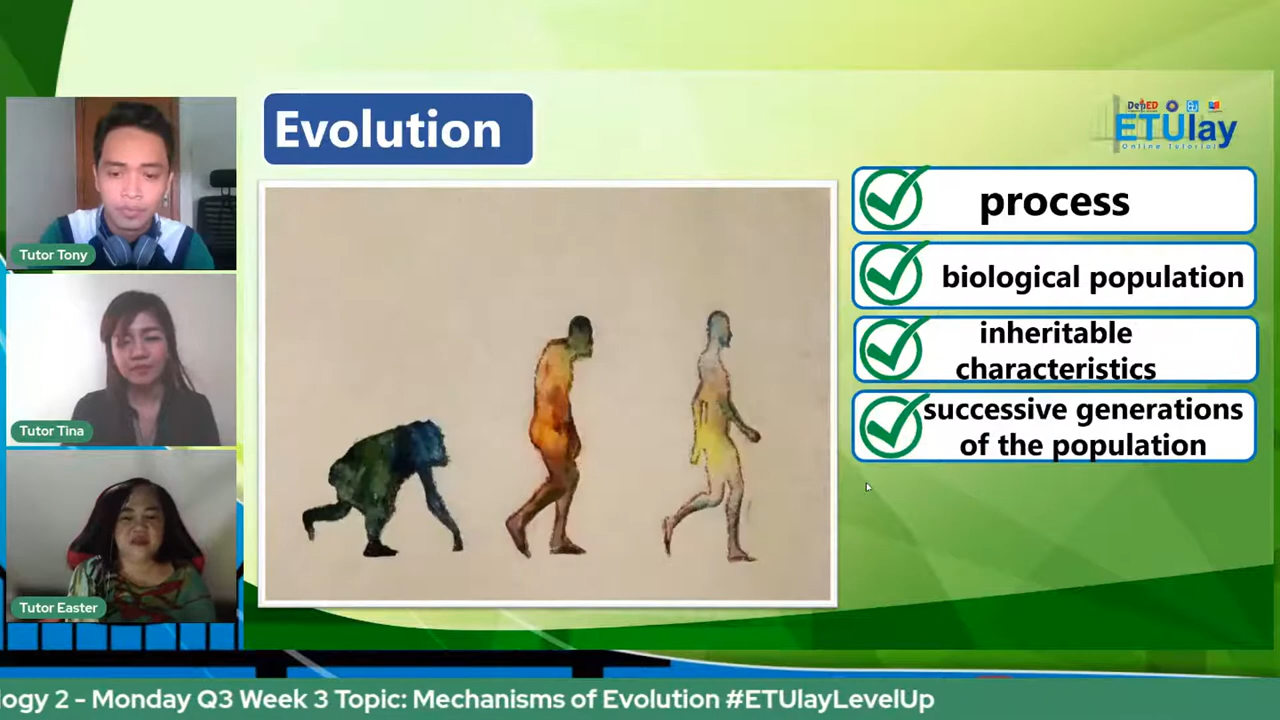 Evolution
DepED
ETUlay
Online Tutorial
process
biological population
inheritable
characteristics
successive generations
of the population
Tutor Tony
Tutor Tina
Tutor Easter
logy 2 - Monday Q3 Week 3 Topic: Mechanisms of Evolution #ETUlayLevelUp